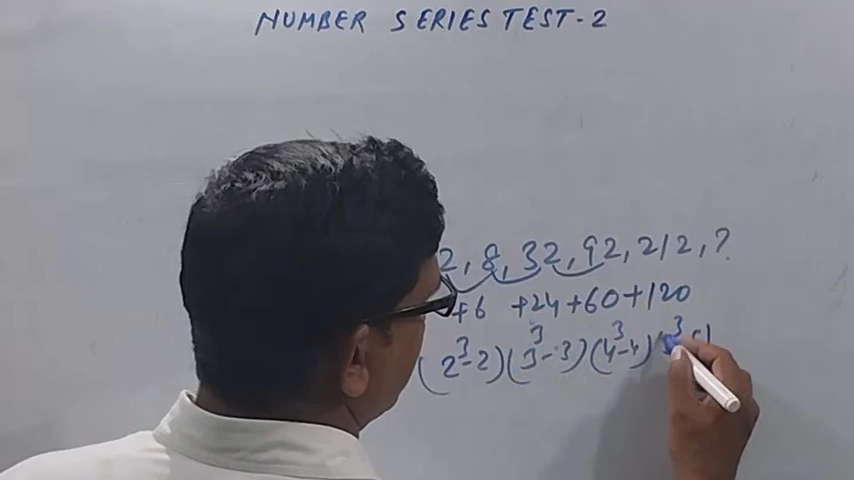 NUMBER SERIES TEST-2
2, 8, 32, 92, 212, ?
+6 +24 +60 +120
(2³-2) (3³-3) (4³-4) (